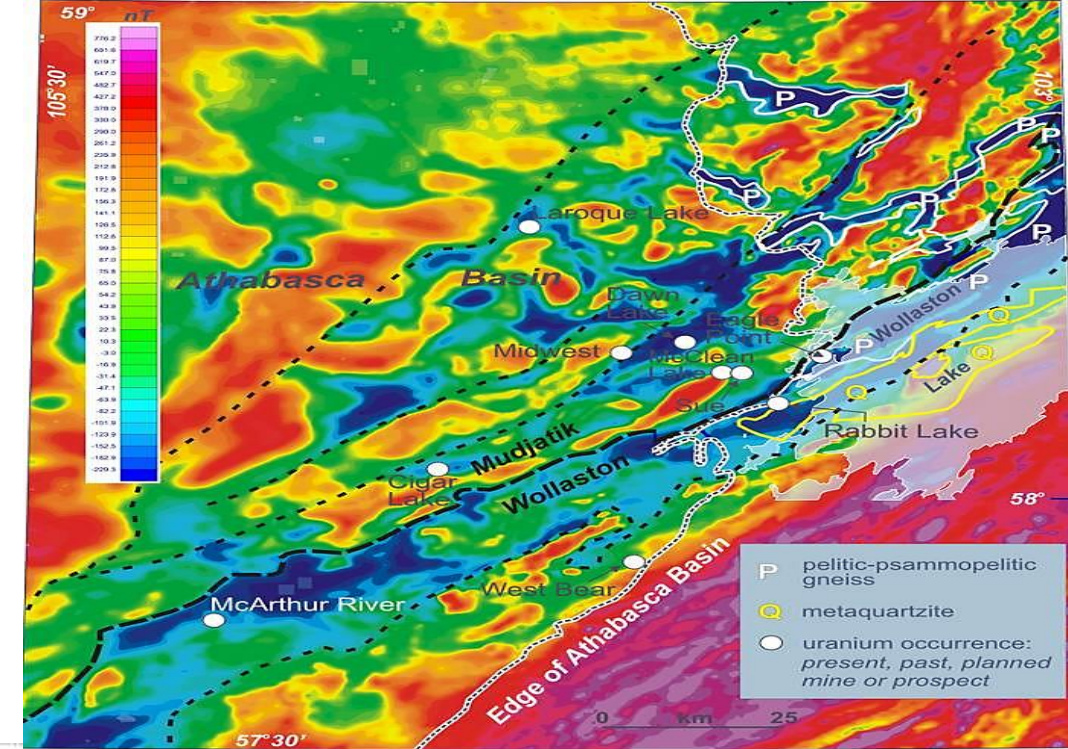 59°
nT
105°30'
103°
776.2
691.6
619.7
547.0
482.7
427.2
378.0
330.0
290.0
261.2
235.9
212.8
191.9
172.8
156.3
141.1
126.5
112.5
99.5
87.0
75.8
65.0
54.2
43.9
33.5
22.3
10.3
-3.0
-16.9
-31.4
-47.1
-63.9
-82.2
-101.9
-123.9
-152.5
-182.9
-229.3
P
P
P
P
P
P
P
P
Laroque Lake
Athabasca Basin
Dawn
Lake
Eagle
Point
Midwest
McClean
Lake
Sue
Wollaston
Lake
Q
Q
Q
Rabbit Lake
Mudjatik
Wollaston
Cigar
Lake
58°
West Bear
McArthur River
Edge of Athabasca Basin
P pelitic-psammopelitic
gneiss
Q metaquartzite
uranium occurrence:
present, past, planned
mine or prospect
0 km 25
57°30'